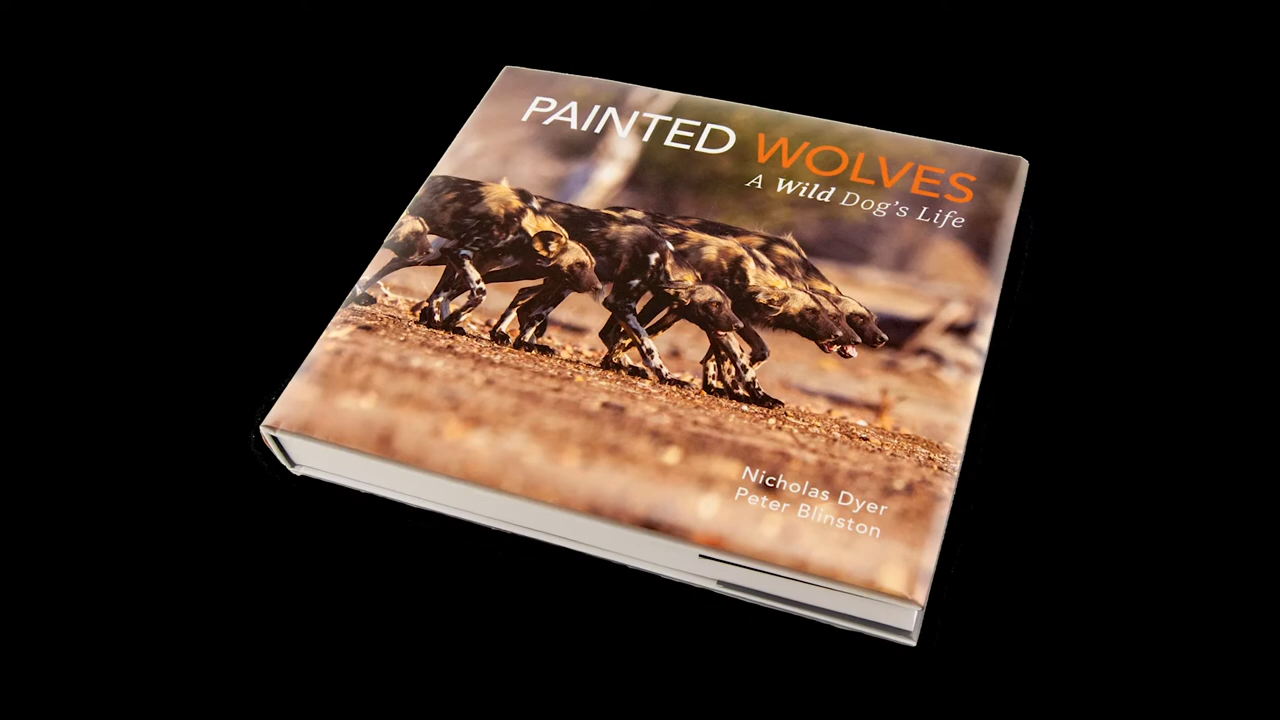 PAINTED WOLVES
A Wild Dog's Life
Nicholas Dyer
Peter Blinston